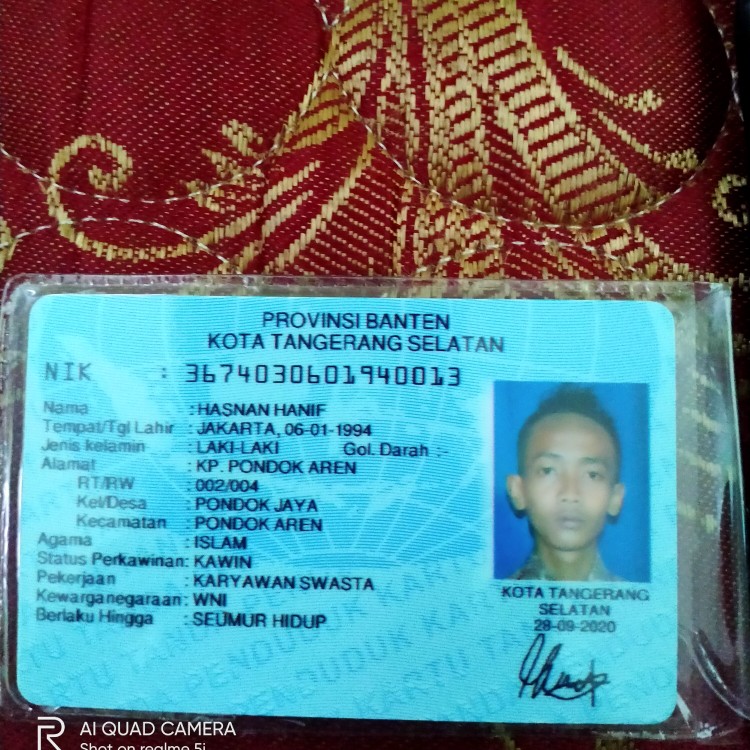 PROVINSI BANTEN
KOTA TANGERANG SELATAN
NIK : 3674030601940013
Nama : HASNAN HANIF
Tempat/Tgl Lahir : JAKARTA, 06-01-1994
Jenis kelamin : LAKI-LAKI Gol. Darah :-
Alamat : KP. PONDOK AREN
RT/RW : 002/004
Kel/Desa : PONDOK JAYA
Kecamatan : PONDOK AREN
Agama : ISLAM
Status Perkawinan: KAWIN
Pekerjaan : KARYAWAN SWASTA
Kewarganegaraan: WNI
Berlaku Hingga : SEUMUR HIDUP
KOTA TANGERANG
SELATAN
28-09-2020
R AI QUAD CAMERA
Shot on realme 5i